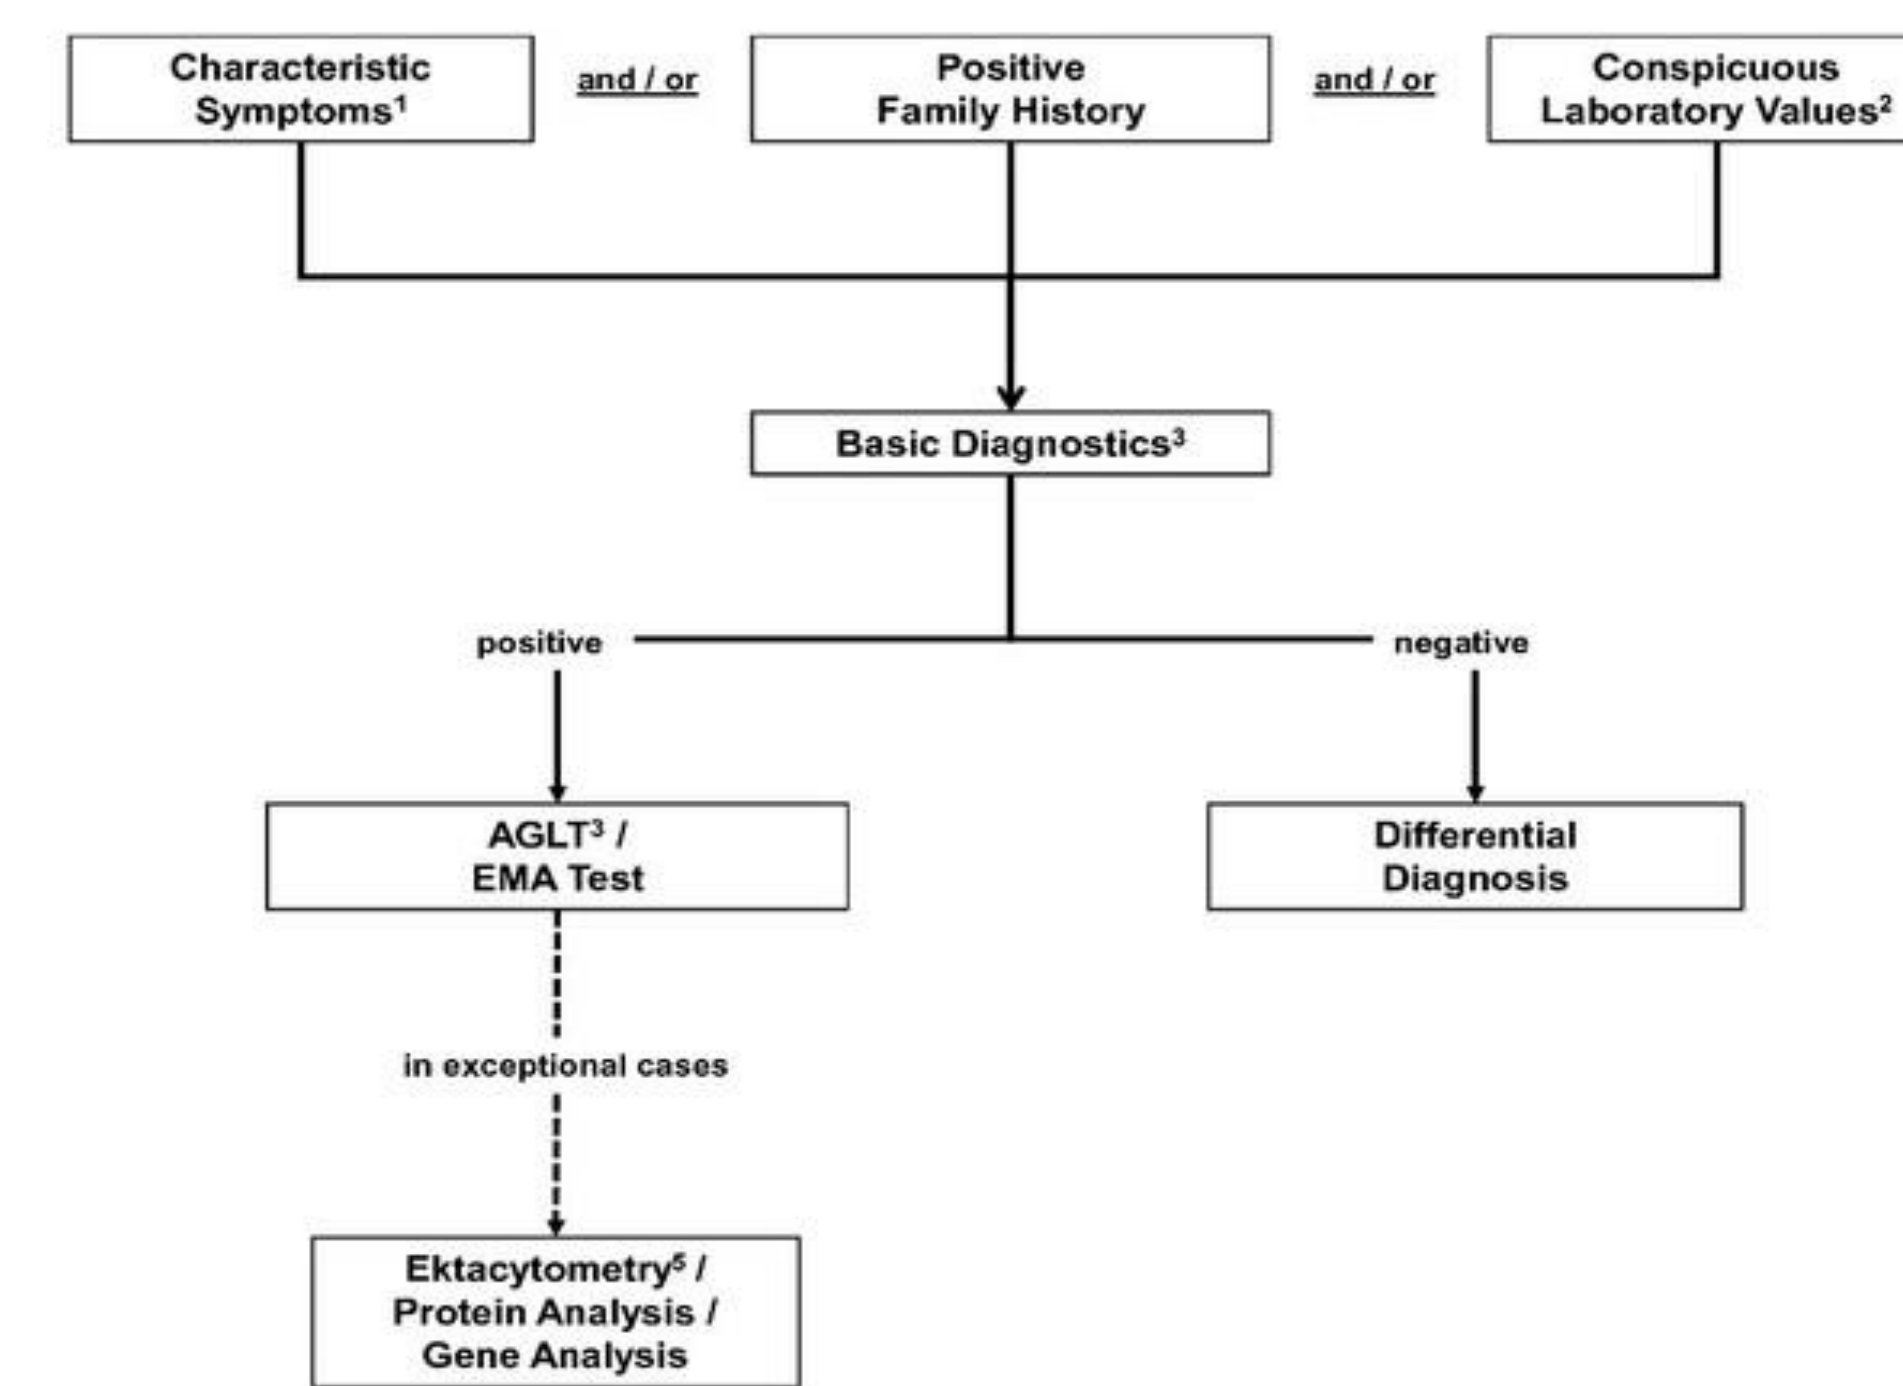 Characteristic
Symptoms¹
and / or
Positive
Family History
and / or
Conspicuous
Laboratory Values²
Basic Diagnostics³
positive
negative
AGLT³ /
EMA Test
Differential
Diagnosis
in exceptional cases
Ektacytometry⁵ /
Protein Analysis /
Gene Analysis